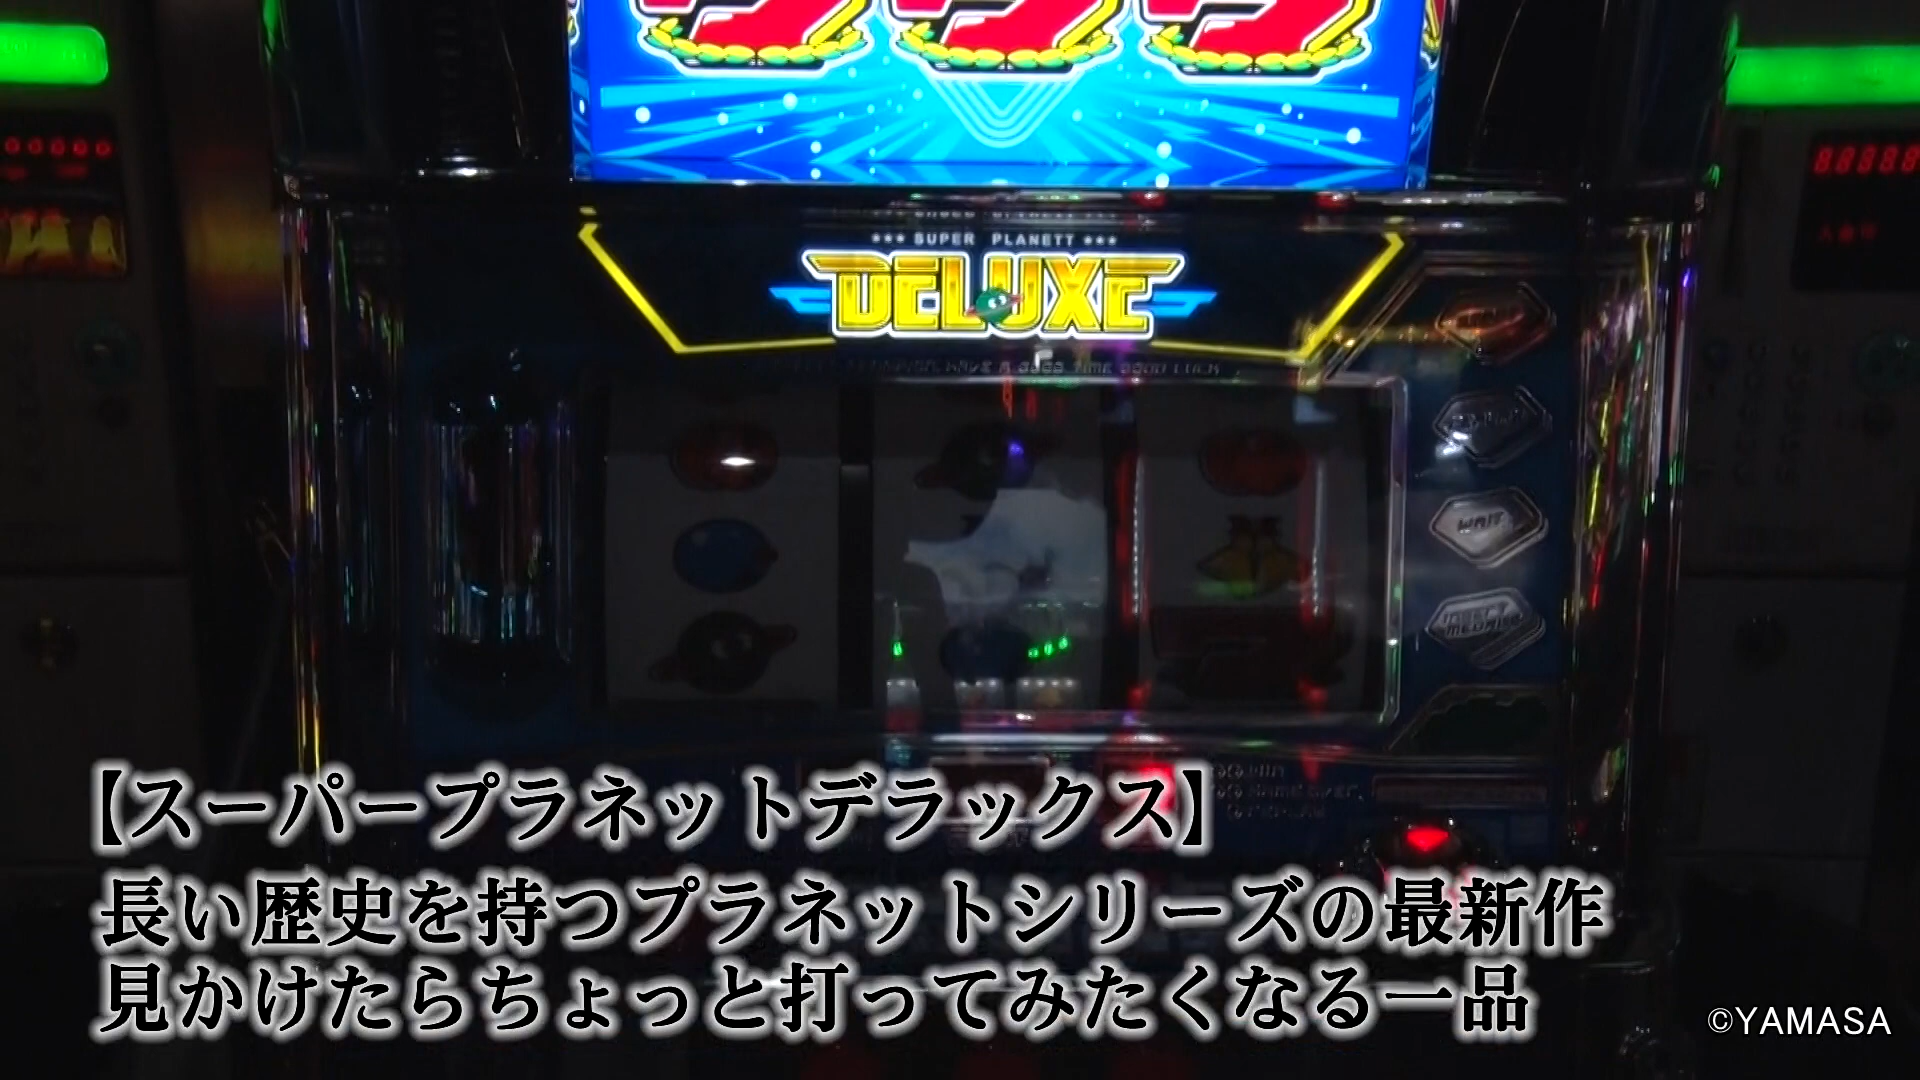 ★★★ SUPER PLANETT ★★★
DELUXE
WAIT
INSERT MEDALS
【スーパープラネットデラックス】
長い歴史を持つプラネットシリーズの最新作
見かけたらちょっと打ってみたくなる一品
©YAMASA